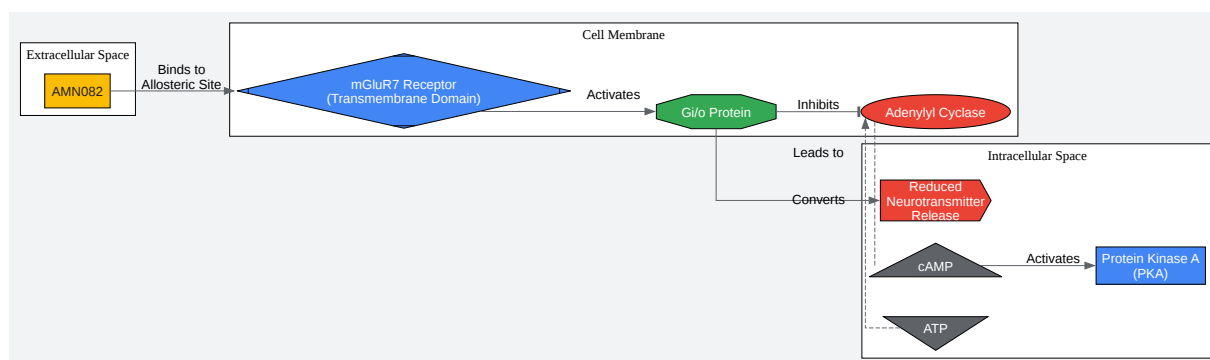 Cell Membrane
Extracellular Space
AMN082
Binds to
Allosteric Site
mGluR7 Receptor
(Transmembrane Domain)
Activates
Gi/o Protein
Inhibits
Adenylyl Cyclase
Leads to
Converts
Intracellular Space
Reduced
Neurotransmitter
Release
cAMP
Activates
Protein Kinase A
(PKA)
ATP